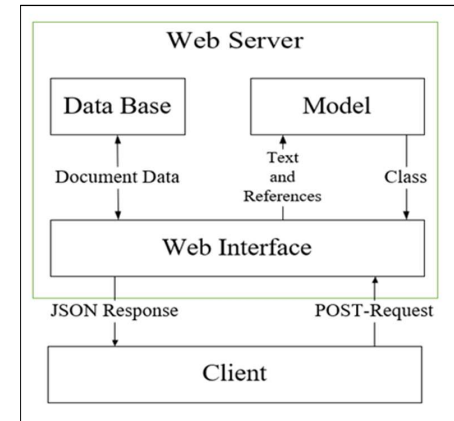 Web Server
Data Base
Model
Document Data
Text
and
References
Class
Web Interface
JSON Response
POST-Request
Client